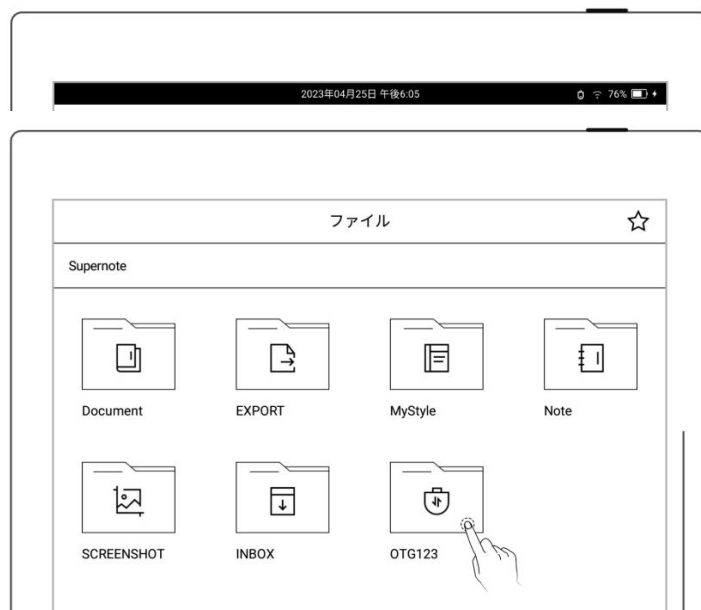 2023年04月25日 午後6:05 76%
ファイル
Supernote
Document EXPORT MyStyle Note
SCREENSHOT INBOX OTG123